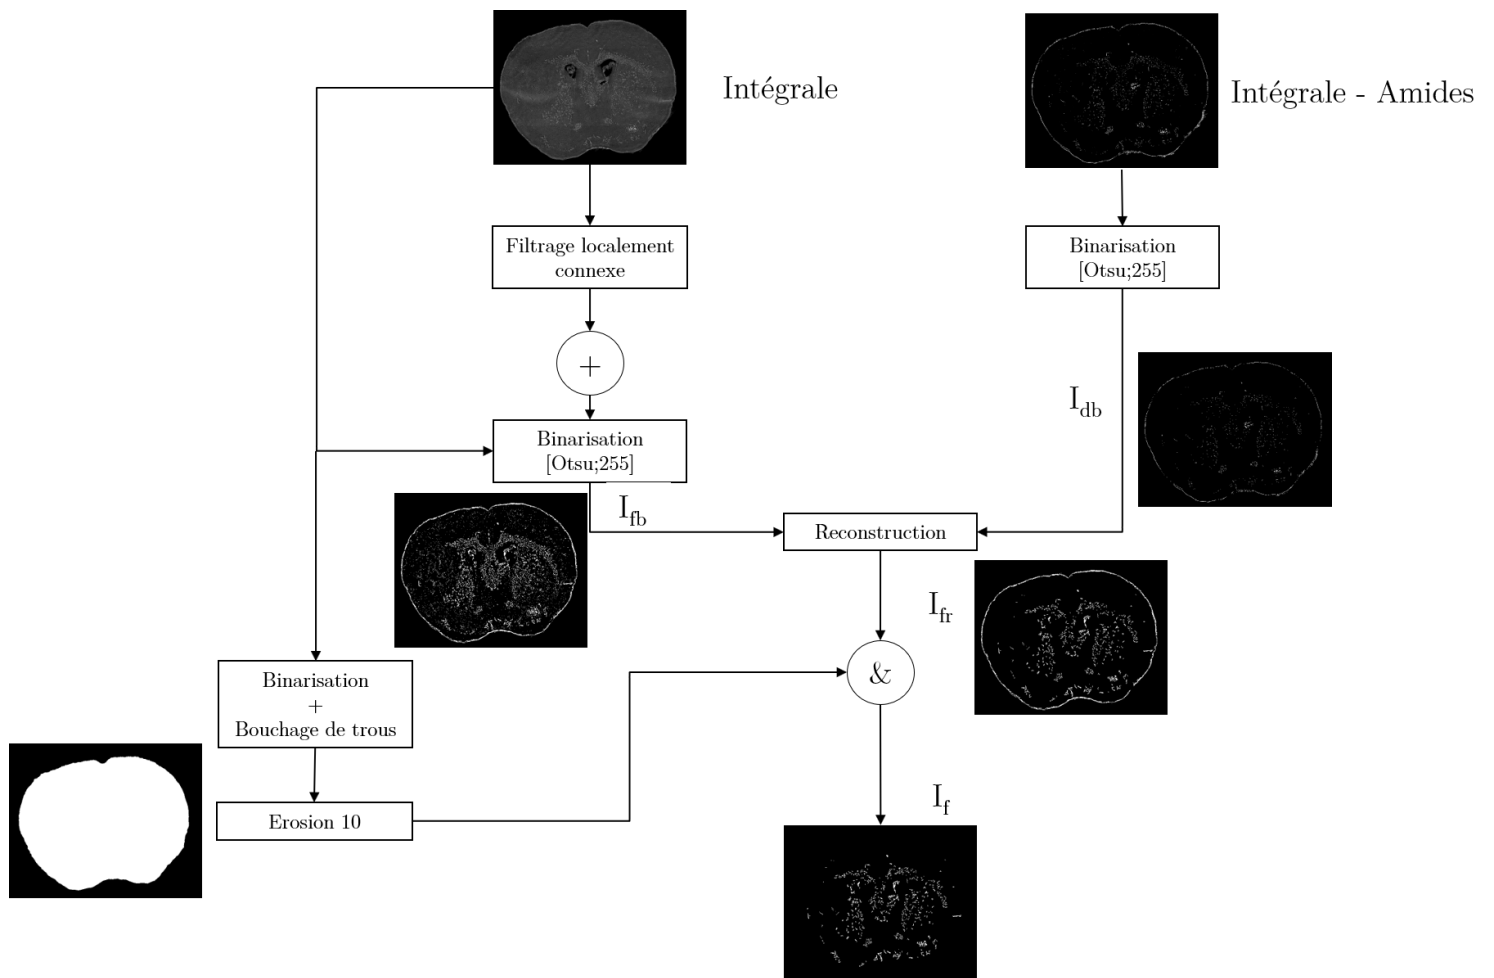 Intégrale
Intégrale - Amides
Filtrage localement
connexe
Binarisation
[Otsu;255]
+
I_db
Binarisation
[Otsu;255]
I_fb
Reconstruction
I_fr
&
Binarisation
+
Bouchage de trous
I_f
Erosion 10